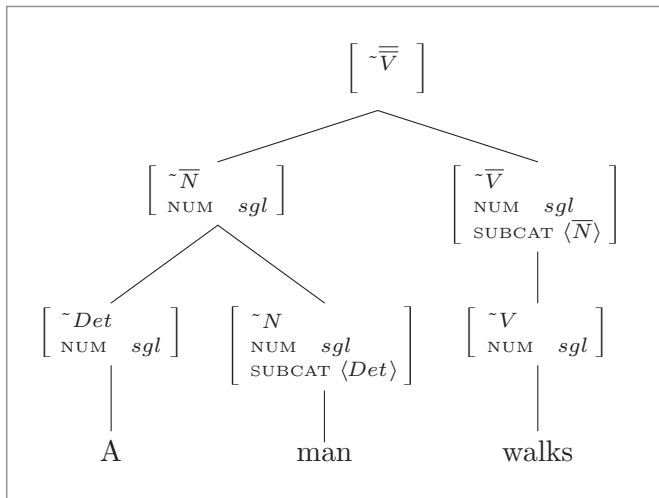 ˜V̿
˜N̅ ˜V̅
NUM sgl NUM sgl
SUBCAT ⟨N̅⟩
˜Det ˜N ˜V
NUM sgl NUM sgl NUM sgl
SUBCAT ⟨Det⟩
A man walks